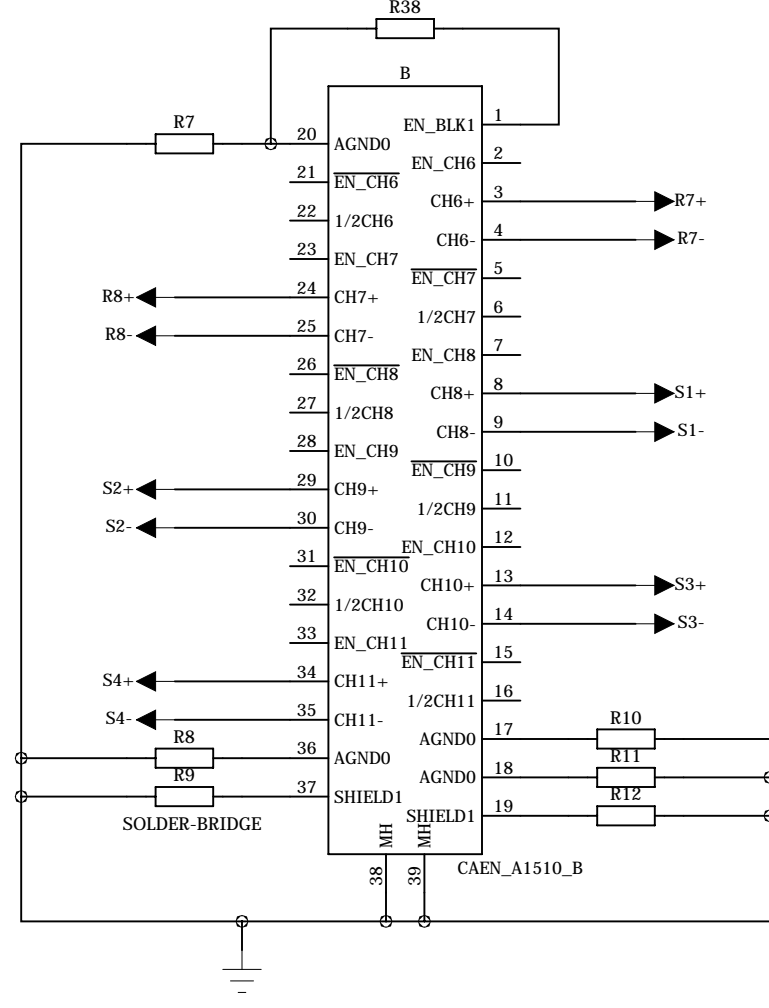 R38
B
R7
20 AGND0 EN_BLK1 1
EN_CH6 2
21 EN_CH6
CH6+ 3 R7+
22 1/2CH6
CH6- 4 R7-
23 EN_CH7
EN_CH7 5
R8+ 24 CH7+
1/2CH7 6
R8- 25 CH7-
EN_CH8 7
26 EN_CH8
CH8+ 8 S1+
27 1/2CH8
CH8- 9 S1-
28 EN_CH9
EN_CH9 10
S2+ 29 CH9+
1/2CH9 11
S2- 30 CH9-
EN_CH10 12
31 EN_CH10
CH10+ 13 S3+
32 1/2CH10
CH10- 14 S3-
33 EN_CH11
EN_CH11 15
S4+ 34 CH11+
1/2CH11 16
S4- 35 CH11-
AGND0 17 R10
R8 36 AGND0
AGND0 18 R11
R9 37 SHIELD1
SHIELD1 19 R12
SOLDER-BRIDGE
MH MH
38 39
CAEN_A1510_B